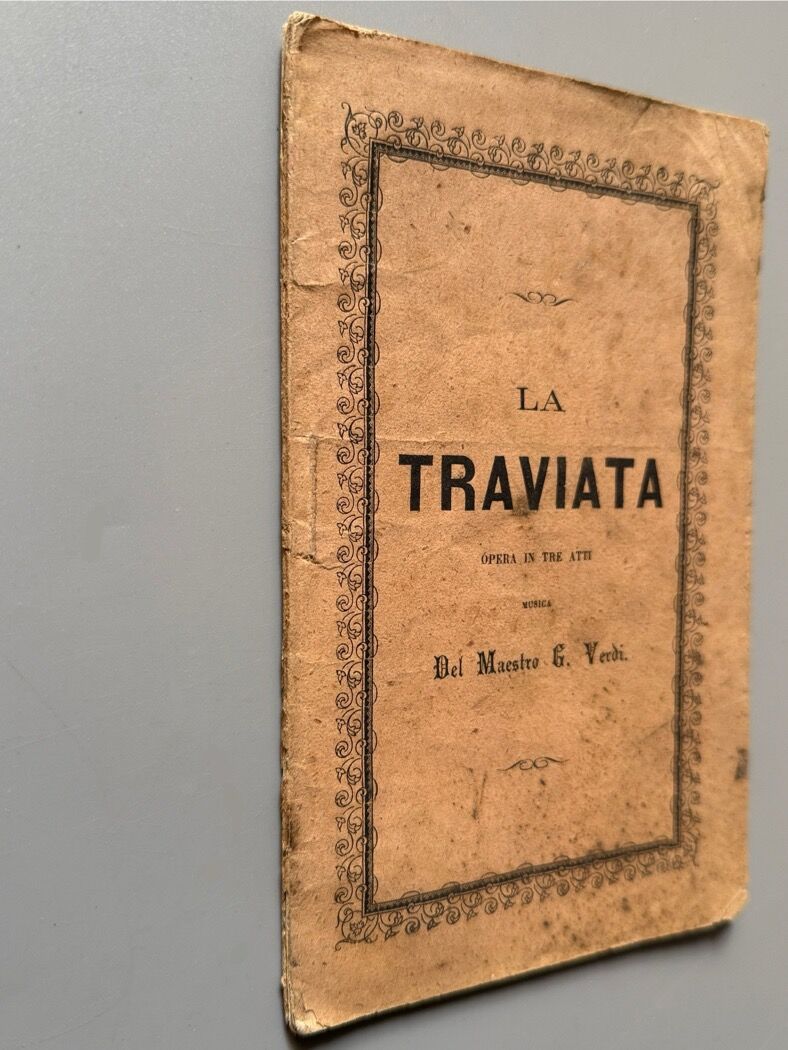 LA
TRAVIATA
OPERA IN TRE ATTI
MUSICA
Del Maestro G. Verdi.